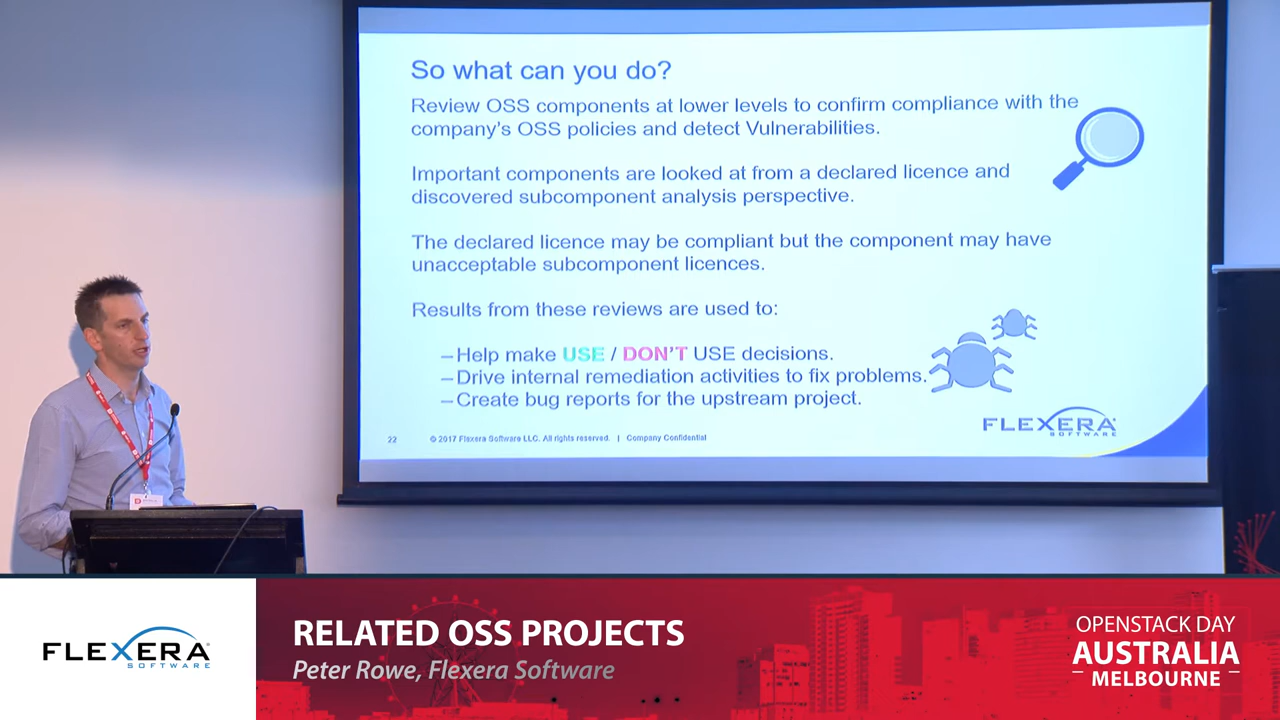 So what can you do?
Review OSS components at lower levels to confirm compliance with the
company's OSS policies and detect Vulnerabilities.
Important components are looked at from a declared licence and
discovered subcomponent analysis perspective.
The declared licence may be compliant but the component may have
unacceptable subcomponent licences.
Results from these reviews are used to:
–Help make USE / DON'T USE decisions.
–Drive internal remediation activities to fix problems.
–Create bug reports for the upstream project.
FLEXERA
SOFTWARE
22 © 2017 Flexera Software LLC. All rights reserved. | Company Confidential
FLEXERA
SOFTWARE
RELATED OSS PROJECTS
Peter Rowe, Flexera Software
OPENSTACK DAY
AUSTRALIA
– MELBOURNE –